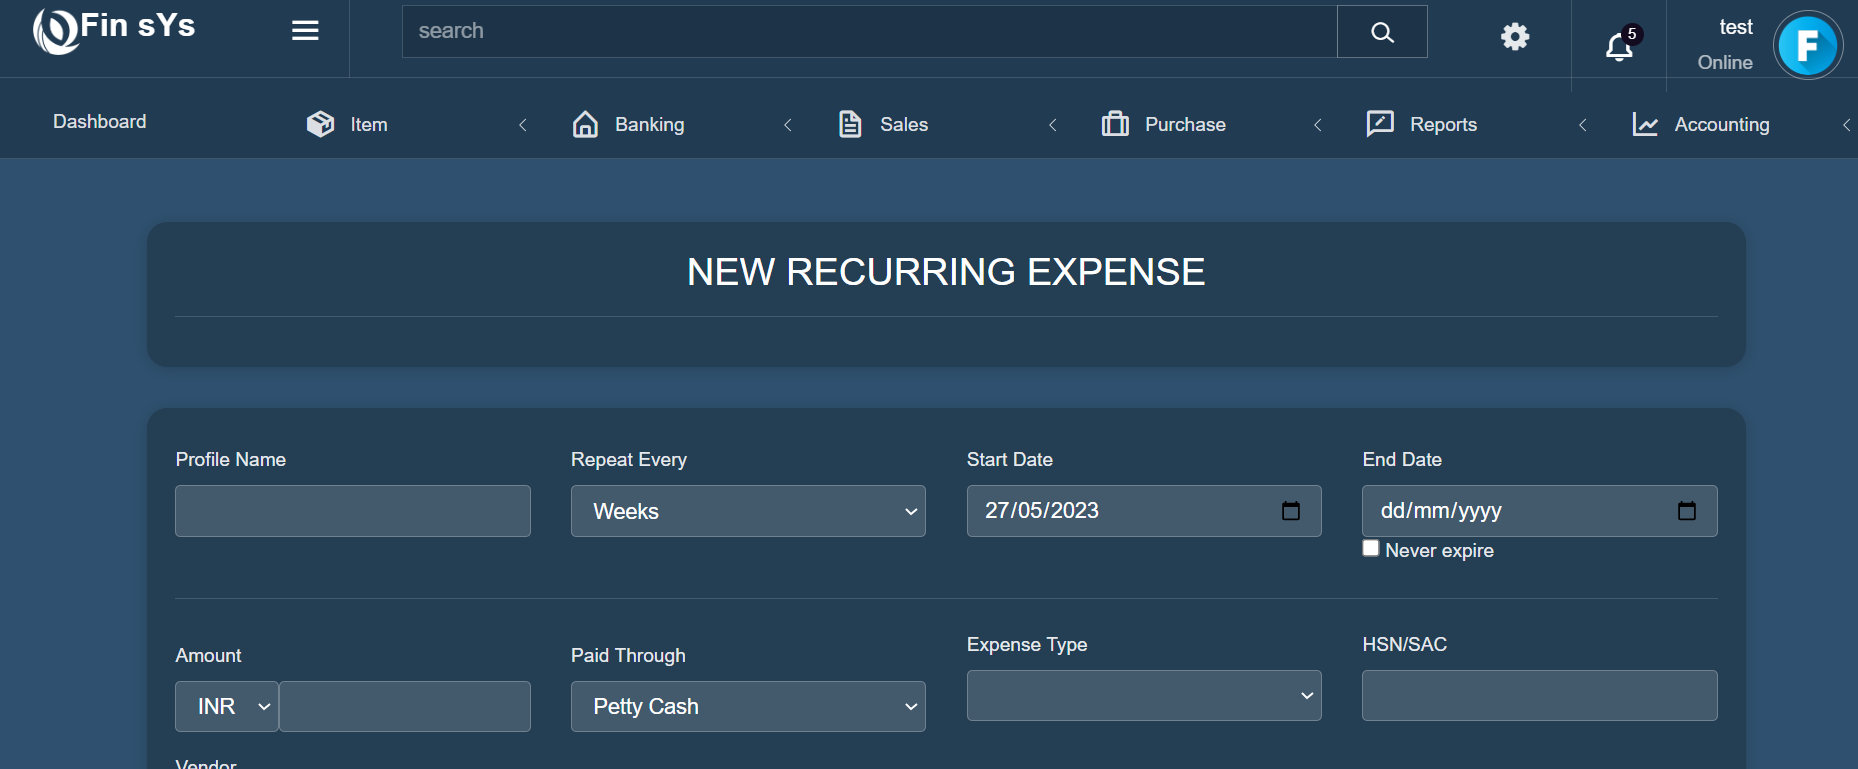 Fin sYs
search
5
test
Online
F
Dashboard
Item
Banking
Sales
Purchase
Reports
Accounting
NEW RECURRING EXPENSE
Profile Name
Repeat Every
Start Date
End Date
Weeks
27/05/2023
dd/mm/yyyy
Never expire
Amount
Paid Through
Expense Type
HSN/SAC
INR
Petty Cash
Vendor